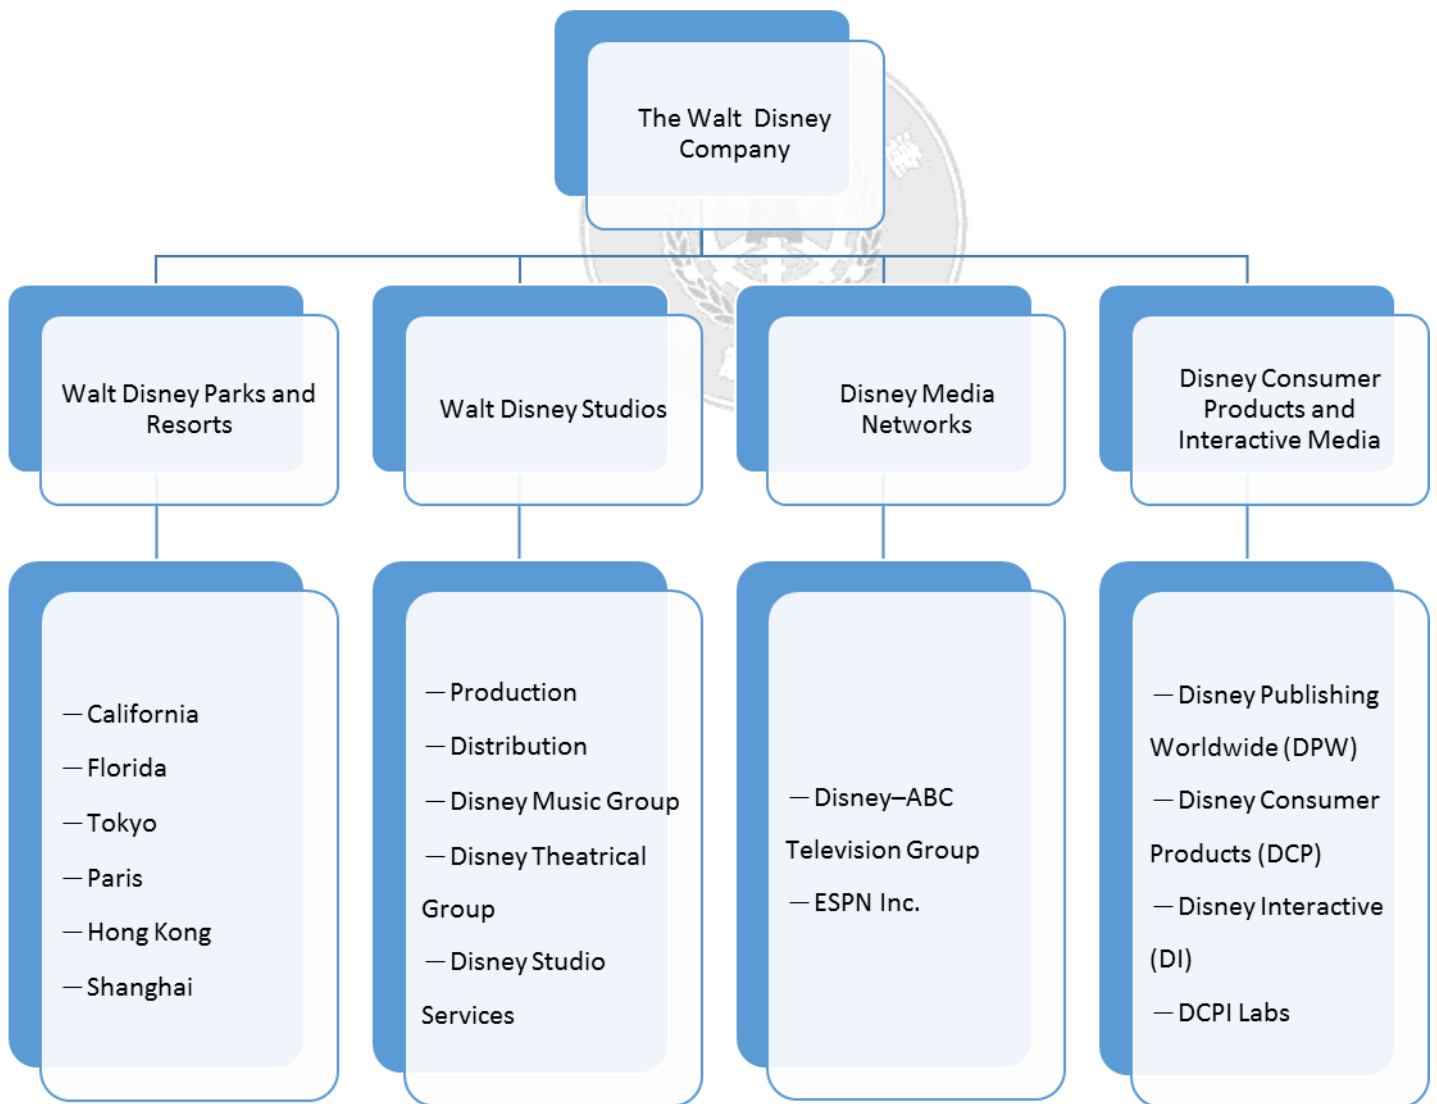 The Walt Disney
Company
Walt Disney Parks and
Resorts
Walt Disney Studios
Disney Media
Networks
Disney Consumer
Products and
Interactive Media
—California
—Florida
—Tokyo
—Paris
—Hong Kong
—Shanghai
—Production
—Distribution
—Disney Music Group
—Disney Theatrical
Group
—Disney Studio
Services
—Disney–ABC
Television Group
—ESPN Inc.
—Disney Publishing
Worldwide (DPW)
—Disney Consumer
Products (DCP)
—Disney Interactive
(DI)
—DCPI Labs